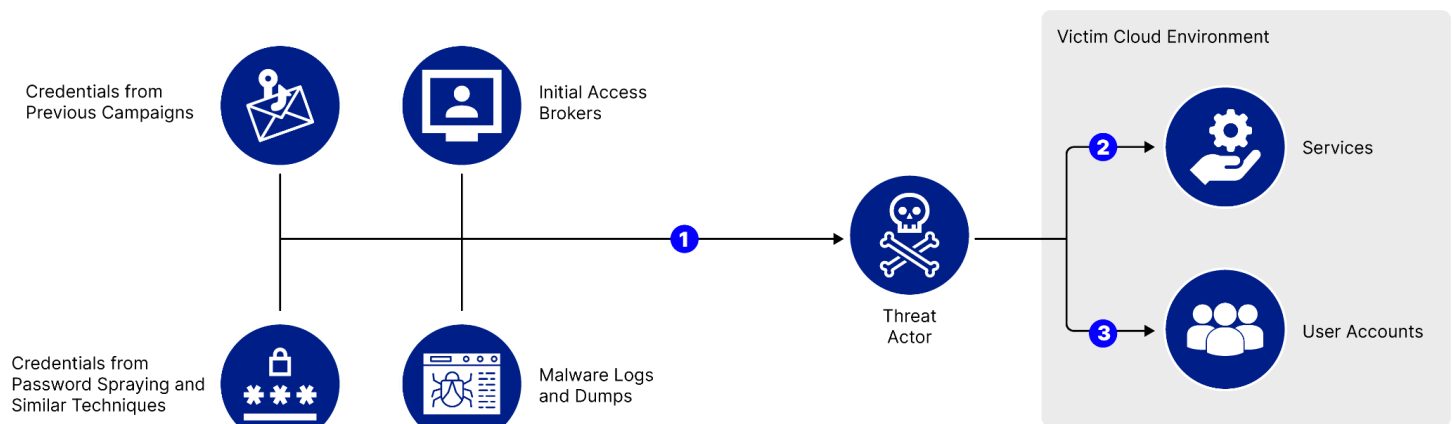 Victim Cloud Environment
Credentials from
Previous Campaigns
Initial Access
Brokers
2
Services
1
Threat
Actor
3
User Accounts
Credentials from
Password Spraying and
Similar Techniques
***
Malware Logs
and Dumps